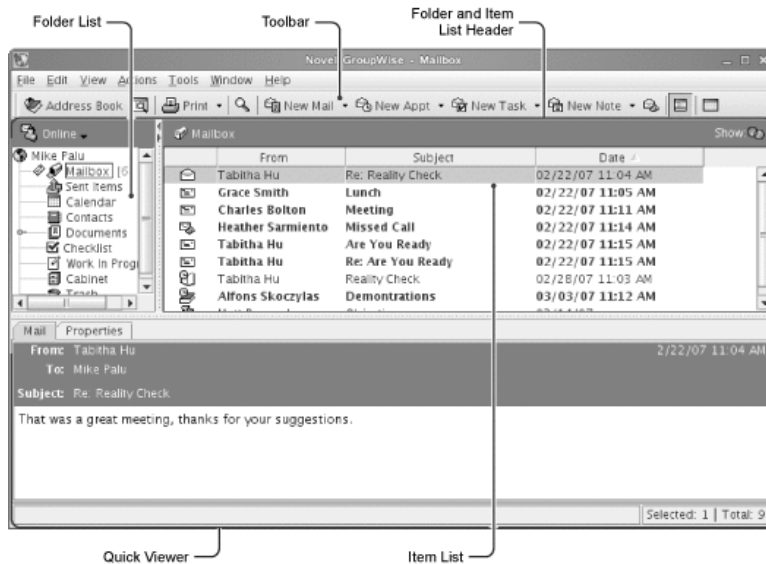 Folder List
Toolbar
Folder and Item
List Header
Novell GroupWise - Mailbox
File Edit View Actions Tools Window Help
Address Book Print New Mail New Appt New Task New Note
Online
Mailbox
Show
Mike Palu
Mailbox [6
Sent Items
Calendar
Contacts
Documents
Checklist
Work In Progr
Cabinet
Trash
From Subject Date
Tabitha Hu Re: Reality Check 02/22/07 11:04 AM
Grace Smith Lunch 02/22/07 11:05 AM
Charles Bolton Meeting 02/22/07 11:11 AM
Heather Sarmiento Missed Call 02/22/07 11:14 AM
Tabitha Hu Are You Ready 02/22/07 11:15 AM
Tabitha Hu Re: Are You Ready 02/22/07 11:15 AM
Tabitha Hu Reality Check 02/28/07 11:03 AM
Alfons Skoczylas Demontrations 03/03/07 11:12 AM
Mail Properties
From: Tabitha Hu 2/22/07 11:04 AM
To: Mike Palu
Subject: Re: Reality Check
That was a great meeting, thanks for your suggestions.
Selected: 1 Total: 9
Quick Viewer
Item List